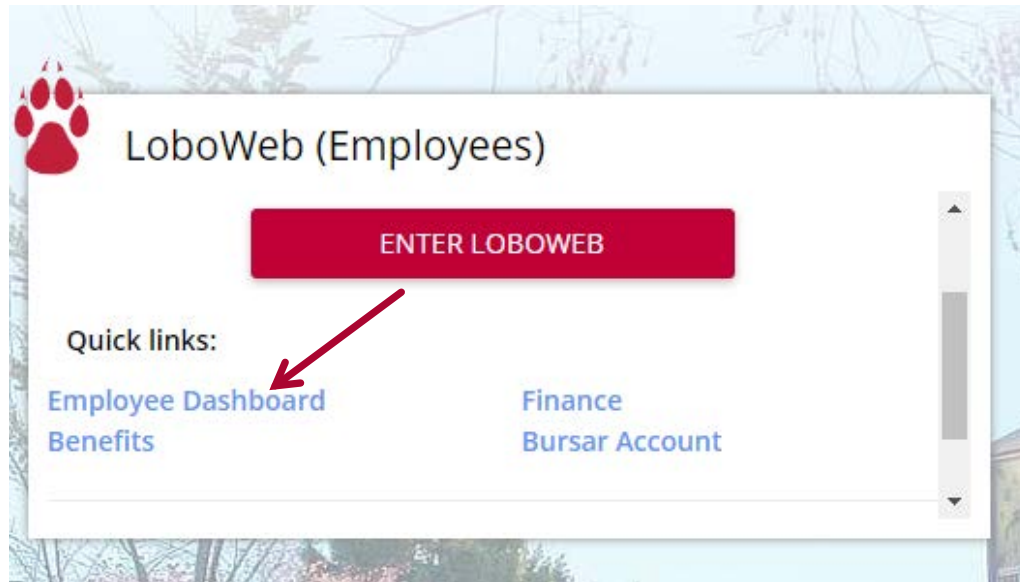 LoboWeb (Employees)
ENTER LOBOWEB
Quick links:
Employee Dashboard Finance
Benefits Bursar Account